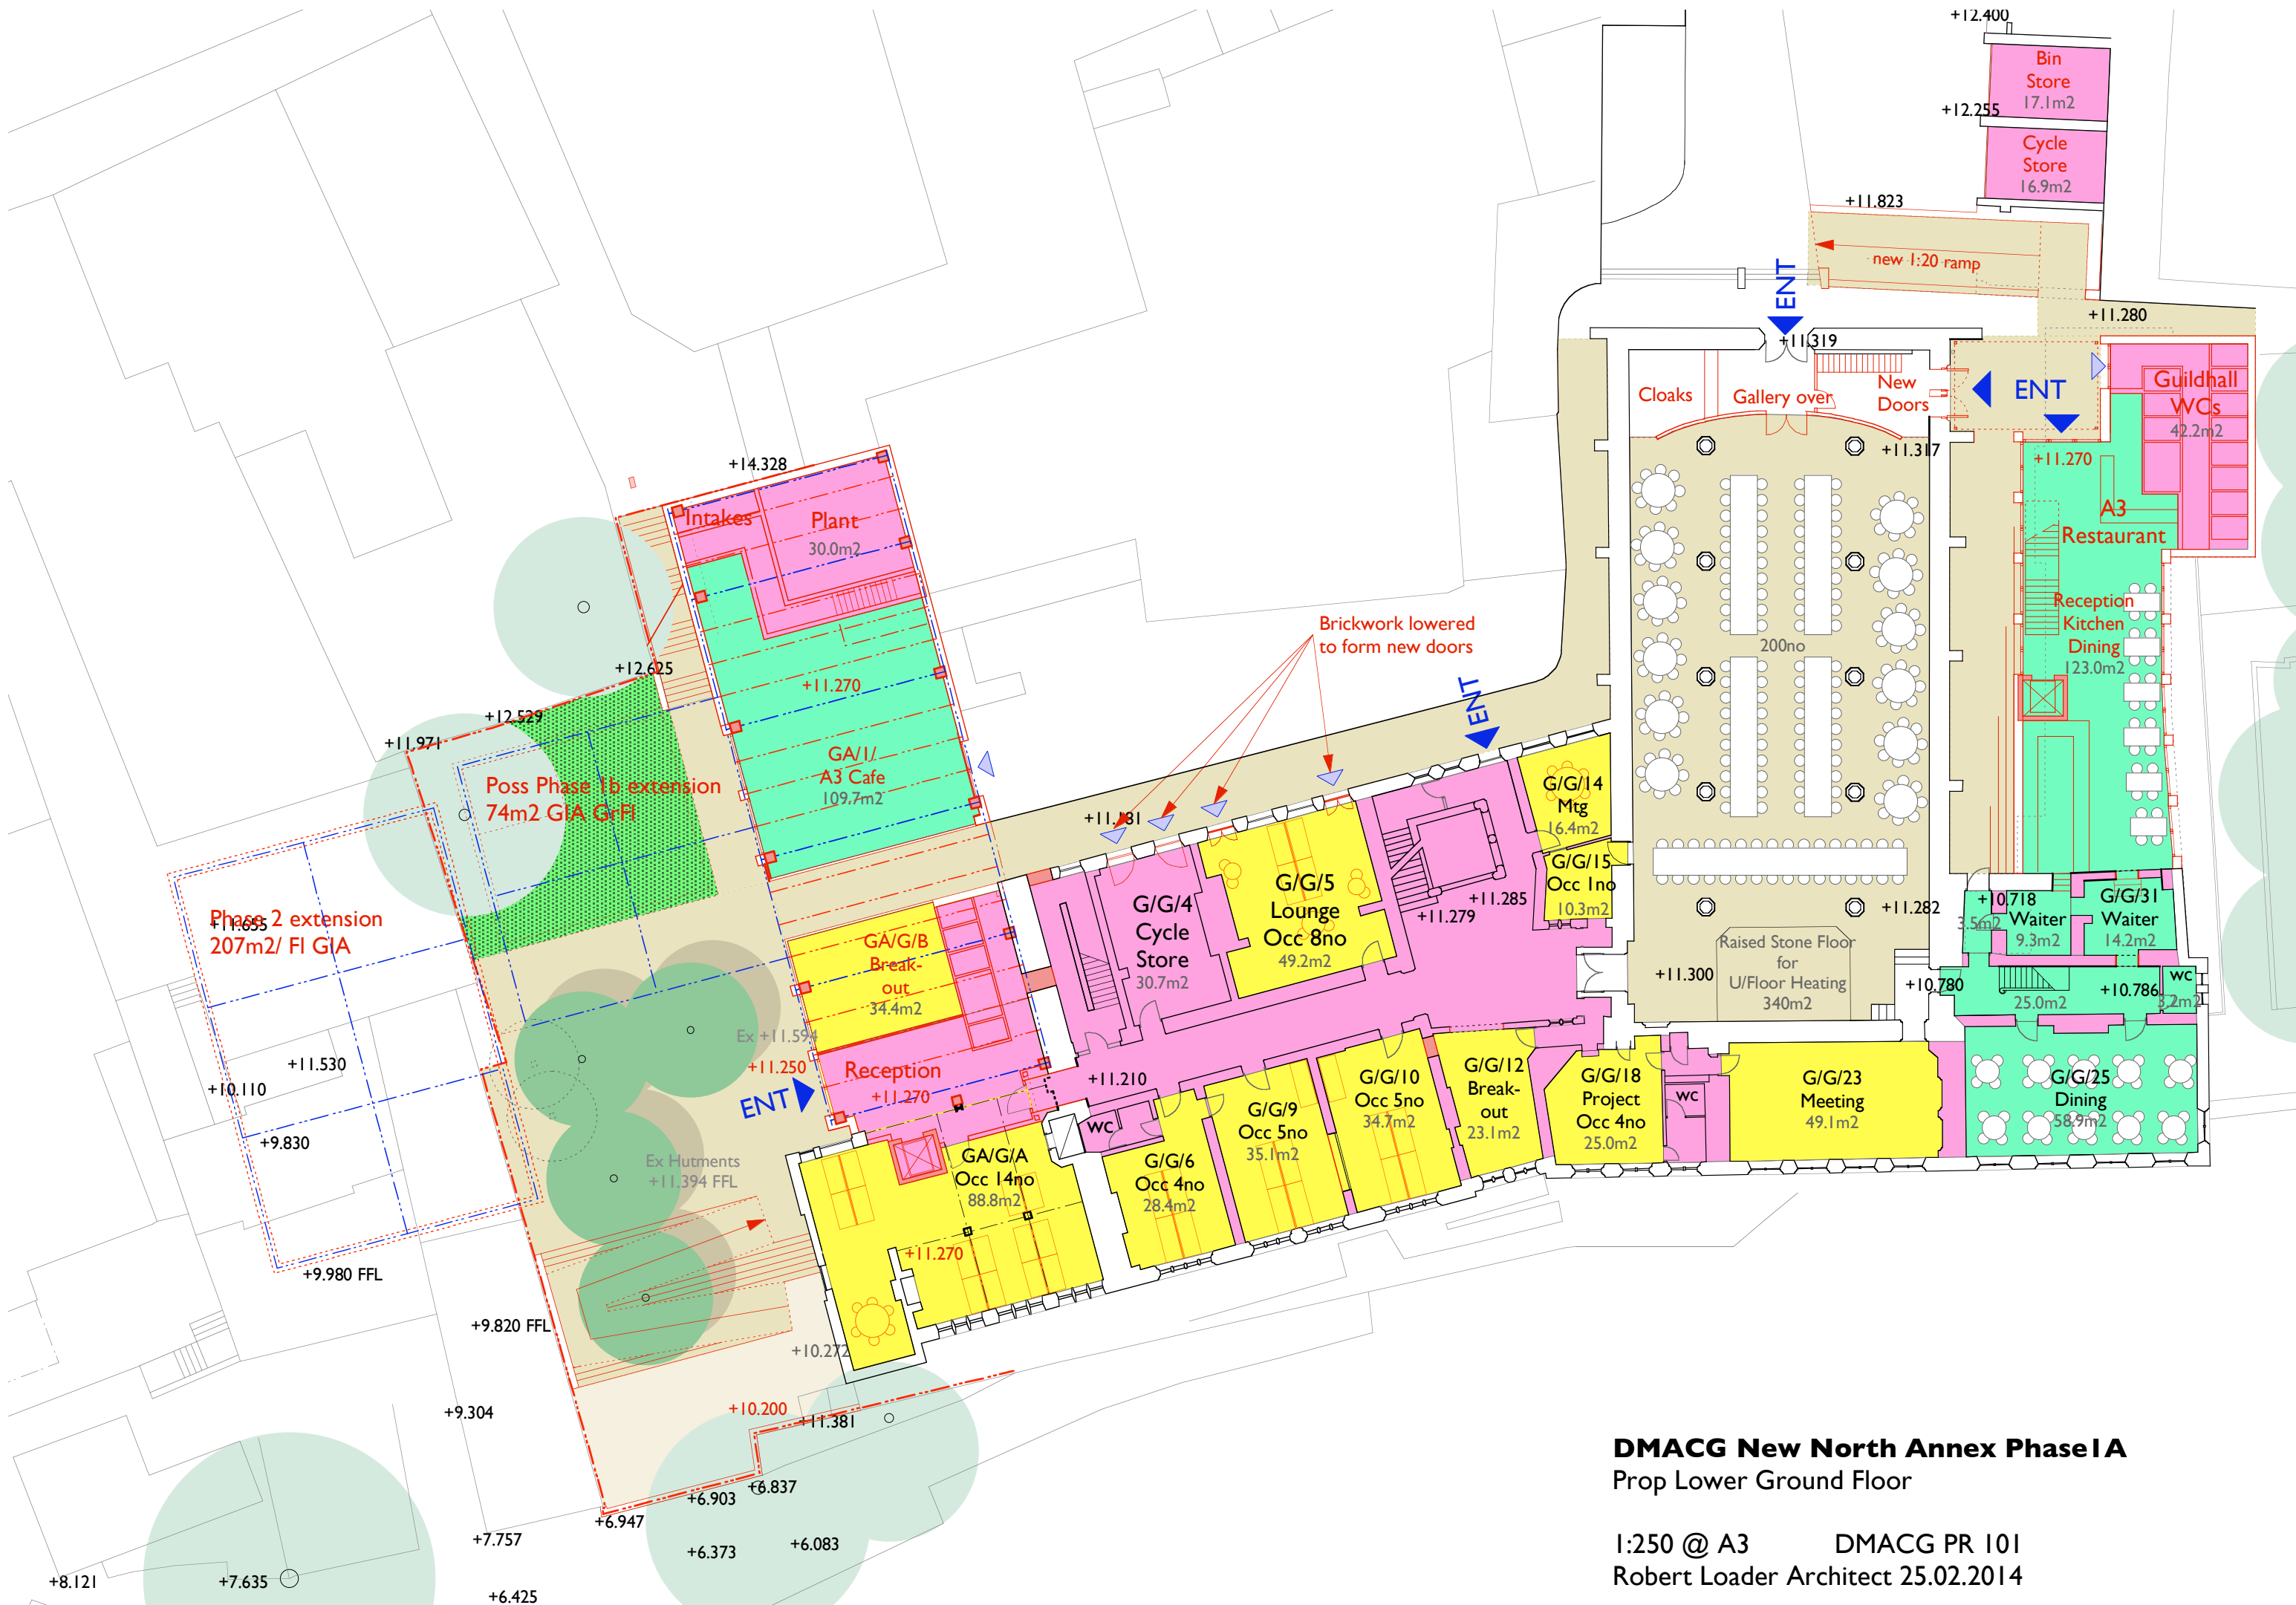 +12.400
Bin
Store
17.1m2
+12.255
Cycle
Store
16.9m2
+11.823
new 1:20 ramp
ENT
+11.280
+11.319
Cloaks
Gallery over
New
Doors
ENT
Guildhall
WCs
42.2m2
+11.317
+11.270
A3
Restaurant
Reception
Kitchen
Dining
123.0m2
200no
+14.328
Intakes
Plant
30.0m2
+12.625
+11.270
GA/1/
A3 Cafe
109.7m2
+12.529
+11.971
Poss Phase 1b extension
74m2 GIA GrFl
Brickwork lowered
to form new doors
ENT
+11.181
Phase 2 extension
207m2/ Fl GIA
+11.655
G/G/14
Mtg
16.4m2
G/G/15
Occ 1no
10.3m2
G/G/5
Lounge
Occ 8no
49.2m2
G/G/4
Cycle
Store
30.7m2
+11.279
+11.285
+11.282
+10.718
3.5m2
Waiter
9.3m2
G/G/31
Waiter
14.2m2
GA/G/B
Break-
out
34.4m2
Raised Stone Floor
for
U/Floor Heating
340m2
+11.300
+10.780
25.0m2
+10.786
WC
3.2m2
Ex +11.594
+11.250
ENT
Reception
+11.270
+11.210
WC
+11.530
+10.110
+9.830
Ex Hutments
+11.394 FFL
GA/G/A
Occ 14no
88.8m2
+11.270
G/G/6
Occ 4no
28.4m2
G/G/9
Occ 5no
35.1m2
G/G/10
Occ 5no
34.7m2
G/G/12
Break-
out
23.1m2
G/G/18
Project
Occ 4no
25.0m2
WC
G/G/23
Meeting
49.1m2
G/G/25
Dining
58.9m2
+9.980 FFL
+9.820 FFL
+10.272
+9.304
+10.200
+11.381
+6.837
+6.903
+6.947
+7.757
+6.373
+6.083
+8.121
+7.635
+6.425
DMACG New North Annex Phase1A
Prop Lower Ground Floor
1:250 @ A3 DMACG PR 101
Robert Loader Architect 25.02.2014